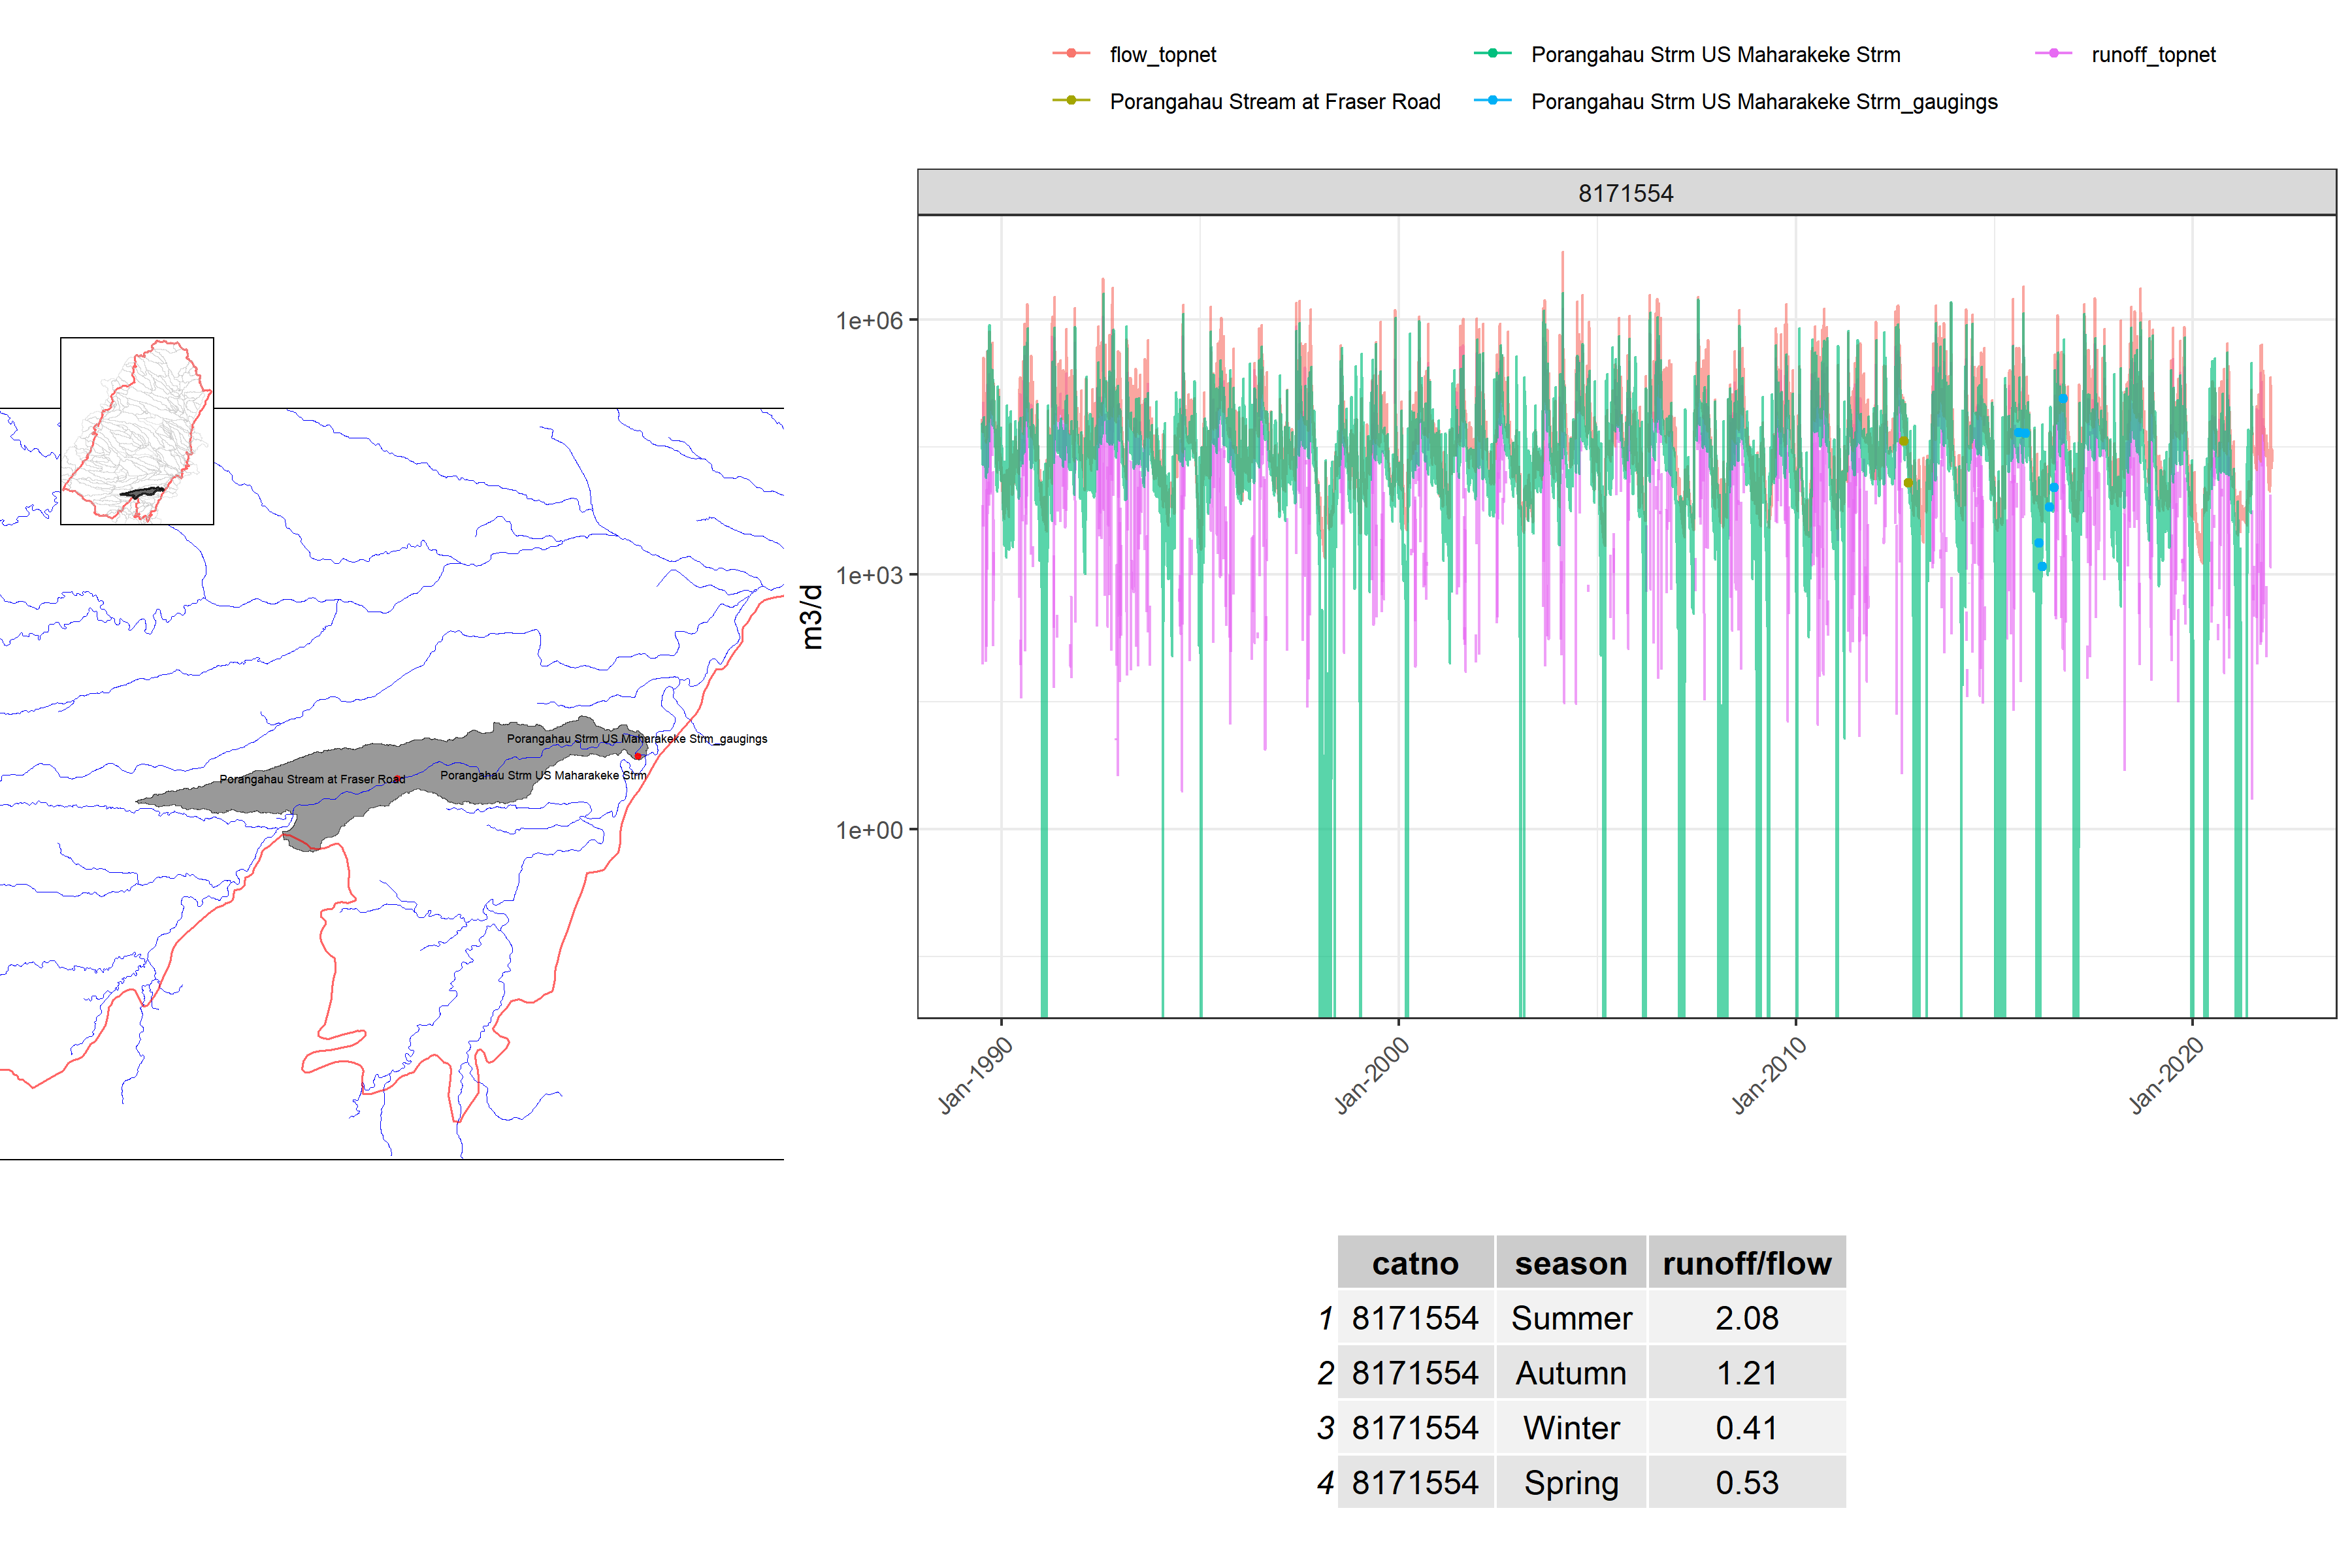 flow_topnet
Porangahau Strm US Maharakeke Strm
runoff_topnet
Porangahau Stream at Fraser Road
Porangahau Strm US Maharakeke Strm_gaugings
8171554
1e+06
1e+03
1e+00
m3/d
Jan-1990
Jan-2000
Jan-2010
Jan-2020
Porangahau Strm US Maharakeke Strm_gaugings
Porangahau Stream at Fraser Road
Porangahau Strm US Maharakeke Strm
catno season runoff/flow
1 8171554 Summer 2.08
2 8171554 Autumn 1.21
3 8171554 Winter 0.41
4 8171554 Spring 0.53